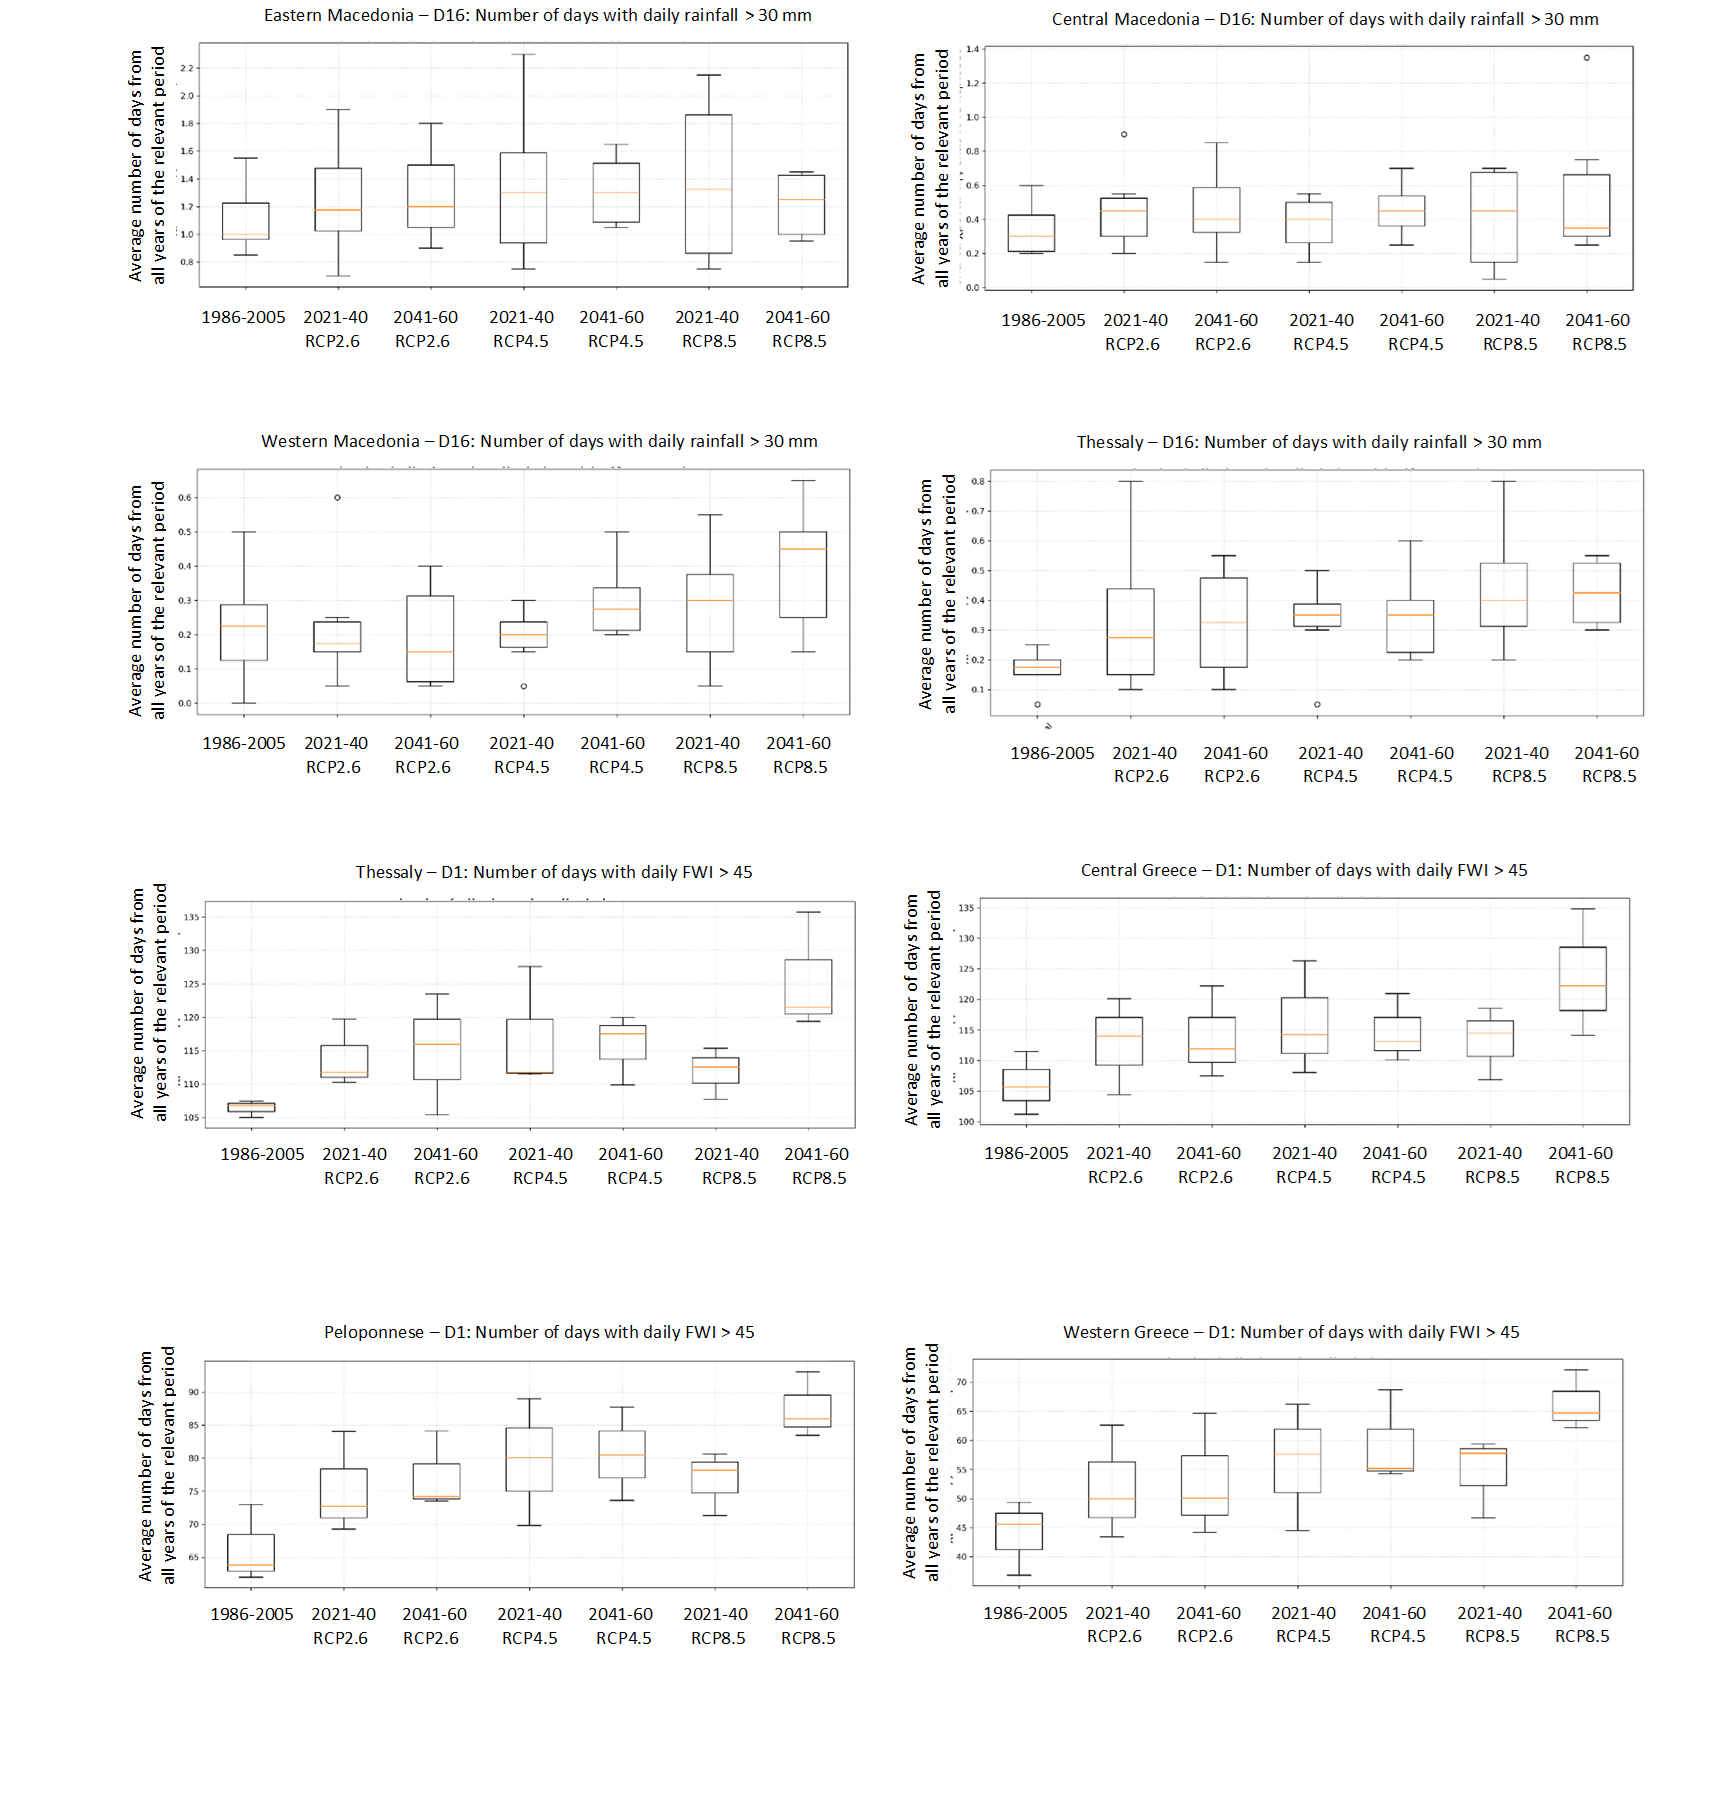 Eastern Macedonia – D16: Number of days with daily rainfall > 30 mm
Average number of days from
all years of the relevant period
2.2
2.0
1.8
1.6
1.4
1.2
1.0
0.8
1986-2005 2021-40 2041-60 2021-40 2041-60 2021-40 2041-60
RCP2.6 RCP2.6 RCP4.5 RCP4.5 RCP8.5 RCP8.5
Central Macedonia – D16: Number of days with daily rainfall > 30 mm
Average number of days from
all years of the relevant period
1.4
1.2
1.0
0.8
0.6
0.4
0.2
0.0
1986-2005 2021-40 2041-60 2021-40 2041-60 2021-40 2041-60
RCP2.6 RCP2.6 RCP4.5 RCP4.5 RCP8.5 RCP8.5
Western Macedonia – D16: Number of days with daily rainfall > 30 mm
Average number of days from
all years of the relevant period
0.6
0.5
0.4
0.3
0.2
0.1
0.0
1986-2005 2021-40 2041-60 2021-40 2041-60 2021-40 2041-60
RCP2.6 RCP2.6 RCP4.5 RCP4.5 RCP8.5 RCP8.5
Thessaly – D16: Number of days with daily rainfall > 30 mm
Average number of days from
all years of the relevant period
0.8
0.7
0.6
0.5
0.4
0.3
0.2
0.1
1986-2005 2021-40 2041-60 2021-40 2041-60 2021-40 2041-60
RCP2.6 RCP2.6 RCP4.5 RCP4.5 RCP8.5 RCP8.5
Thessaly – D1: Number of days with daily FWI > 45
Average number of days from
all years of the relevant period
135
130
125
120
115
110
105
1986-2005 2021-40 2041-60 2021-40 2041-60 2021-40 2041-60
RCP2.6 RCP2.6 RCP4.5 RCP4.5 RCP8.5 RCP8.5
Central Greece – D1: Number of days with daily FWI > 45
Average number of days from
all years of the relevant period
135
130
125
120
115
110
105
100
1986-2005 2021-40 2041-60 2021-40 2041-60 2021-40 2041-60
RCP2.6 RCP2.6 RCP4.5 RCP4.5 RCP8.5 RCP8.5
Peloponnese – D1: Number of days with daily FWI > 45
Average number of days from
all years of the relevant period
90
85
80
75
70
65
1986-2005 2021-40 2041-60 2021-40 2041-60 2021-40 2041-60
RCP2.6 RCP2.6 RCP4.5 RCP4.5 RCP8.5 RCP8.5
Western Greece – D1: Number of days with daily FWI > 45
Average number of days from
all years of the relevant period
70
65
60
55
50
45
40
1986-2005 2021-40 2041-60 2021-40 2041-60 2021-40 2041-60
RCP2.6 RCP2.6 RCP4.5 RCP4.5 RCP8.5 RCP8.5